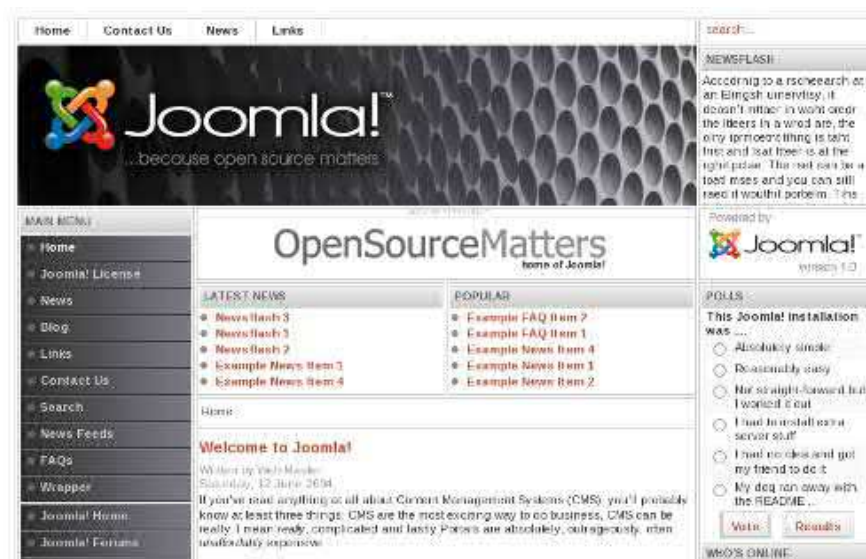 Home Contact Us News Links
search...
Joomla!™
...because open source matters
NEWSFLASH
Accodrnig to a rscheearch at
an Elingsh uinervtisy, it
deosn't mttaer in waht oredr
the ltteers in a wrod are, the
olny iprmoetnt tihng is taht
frist and lsat ltteer is at the
rghit pclae. The rset can be a
toatl mses and you can sitll
raed it wouthit porbelm. Tihs
MAIN MENU
Home
Joomla! License
News
Blog
Links
Contact Us
Search
News Feeds
FAQs
Wrapper
Joomla! Home
Joomla! Forums
OpenSourceMatters
home of Joomla!
LATEST NEWS
Newsflash 3
Newsflash 1
Newsflash 2
Example News Item 3
Example News Item 4
POPULAR
Example FAQ Item 2
Example FAQ Item 1
Example News Item 4
Example News Item 1
Example News Item 2
Home
Welcome to Joomla!
Written by Web Master
Saturday, 12 June 2004
If you've read anything at all about Content Management Systems (CMS), you'll probably
know at least three things: CMS are the most exciting way to do business, CMS can be
really, I mean really, complicated and lastly Portals are absolutely, outrageously, often
unaffordably expensive.
Powered by
Joomla!
version 1.0
POLLS
This Joomla! installation
was ....
Absolutely simple
Reasonably easy
Not straight-forward but
I worked it out
I had to install extra
server stuff
I had no idea and got
my friend to do it
My dog ran away with
the README ...
Vote Results
WHO'S ONLINE